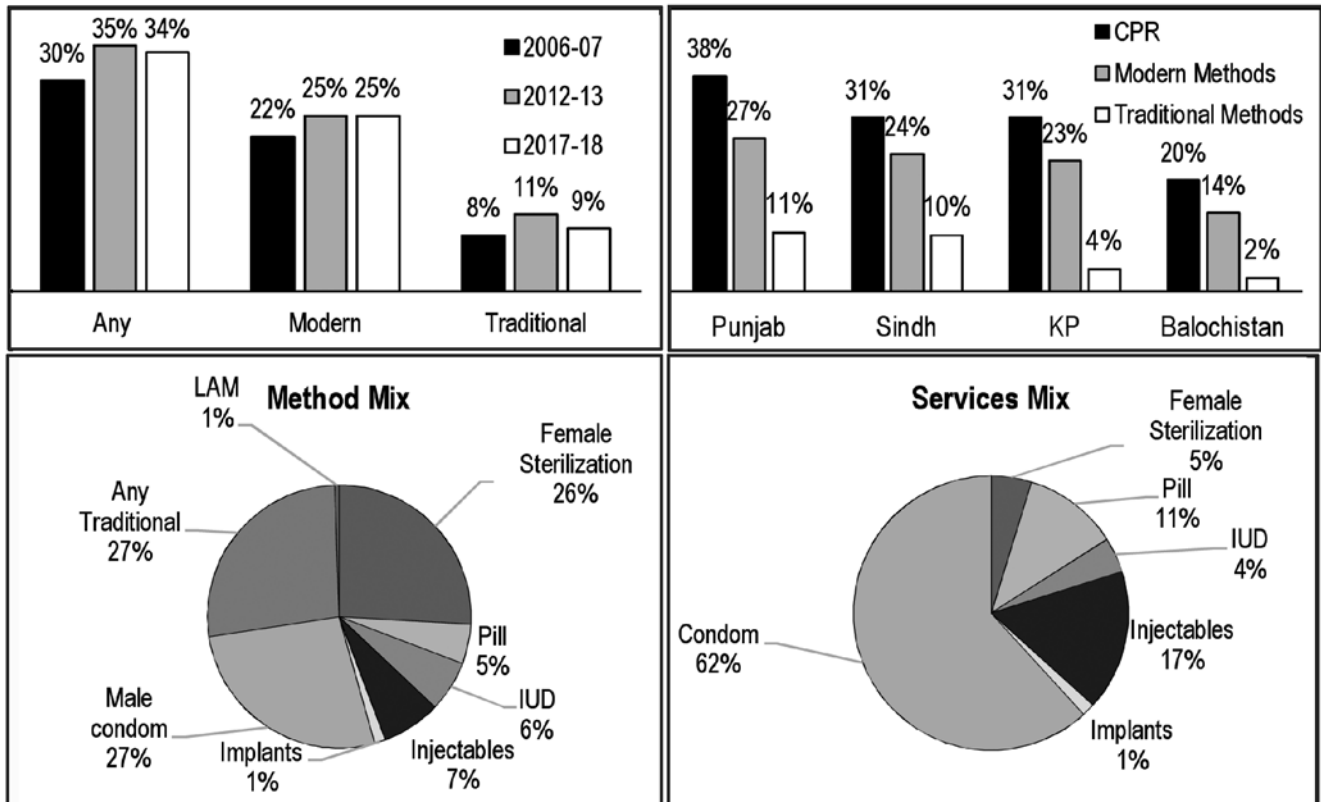 30%
35%
34%
22%
25%
25%
8%
11%
9%
2006-07
2012-13
2017-18
Any
Modern
Traditional
38%
27%
11%
31%
24%
10%
31%
23%
4%
20%
14%
2%
CPR
Modern Methods
Traditional Methods
Punjab
Sindh
KP
Balochistan
Method Mix
LAM
1%
Female
Sterilization
26%
Any
Traditional
27%
Pill
5%
IUD
6%
Male
condom
27%
Implants
1%
Injectables
7%
Services Mix
Female
Sterilization
5%
Pill
11%
IUD
4%
Condom
62%
Injectables
17%
Implants
1%